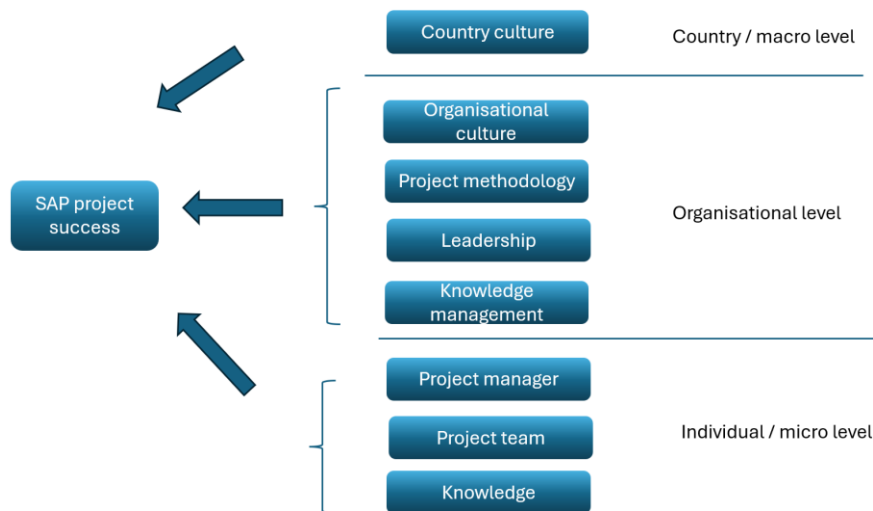 Country culture
Country / macro level
Organisational
culture
Project methodology
SAP project
success
Organisational level
Leadership
Knowledge
management
Project manager
Project team
Individual / micro level
Knowledge